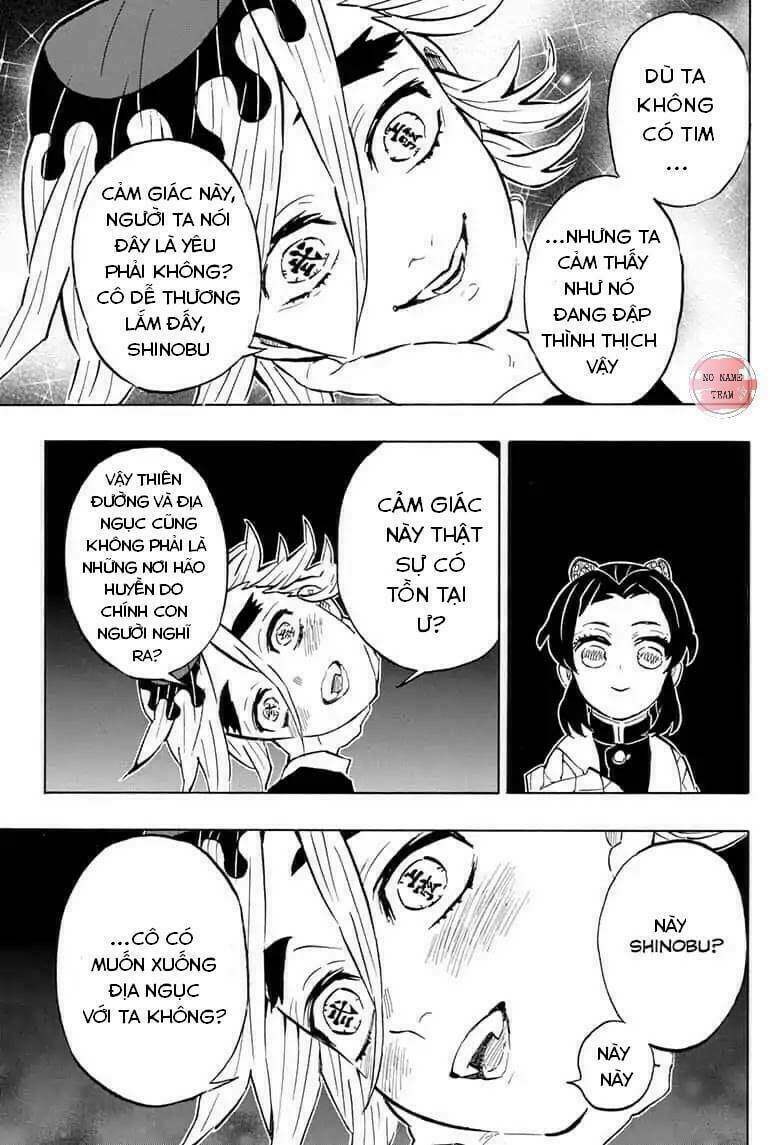 DÙ TA
KHÔNG
CÓ TIM
...
...NHƯNG TA
CẢM THẤY
NHƯ NÓ
ĐANG ĐẬP
THÌNH THỊCH
VẬY
CẢM GIÁC NÀY,
NGƯỜI TA NÓI
ĐÂY LÀ YÊU
PHẢI KHÔNG?
CÔ DỄ THƯƠNG
LẮM ĐẤY,
SHINOBU
NO NAME
TEAM
CẢM GIÁC
NÀY THẬT
SỰ CÓ
TỒN TẠI
Ư?
VẬY THIÊN
ĐƯỜNG VÀ ĐỊA
NGỤC CŨNG
KHÔNG PHẢI LÀ
NHỮNG NƠI HÃO
HUYỀN DO
CHÍNH CON
NGƯỜI NGHĨ
RA?
NÀY
SHINOBU?
NÀY
NÀY
...CÔ CÓ
MUỐN XUỐNG
ĐỊA NGỤC
VỚI TA KHÔNG?